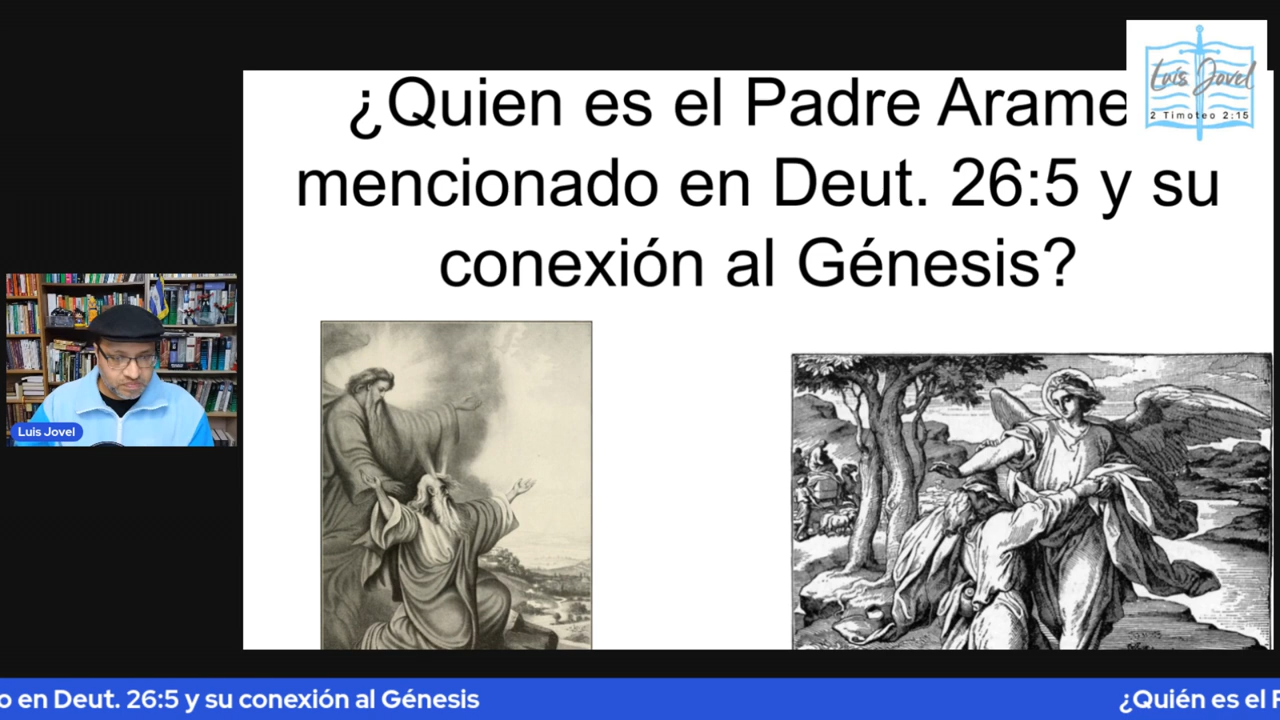 ¿Quien es el Padre Arame
mencionado en Deut. 26:5 y su
conexión al Génesis?
Luis Jovel
2 Timoteo 2:15
Luis Jovel
o en Deut. 26:5 y su conexión al Génesis
¿Quién es el P